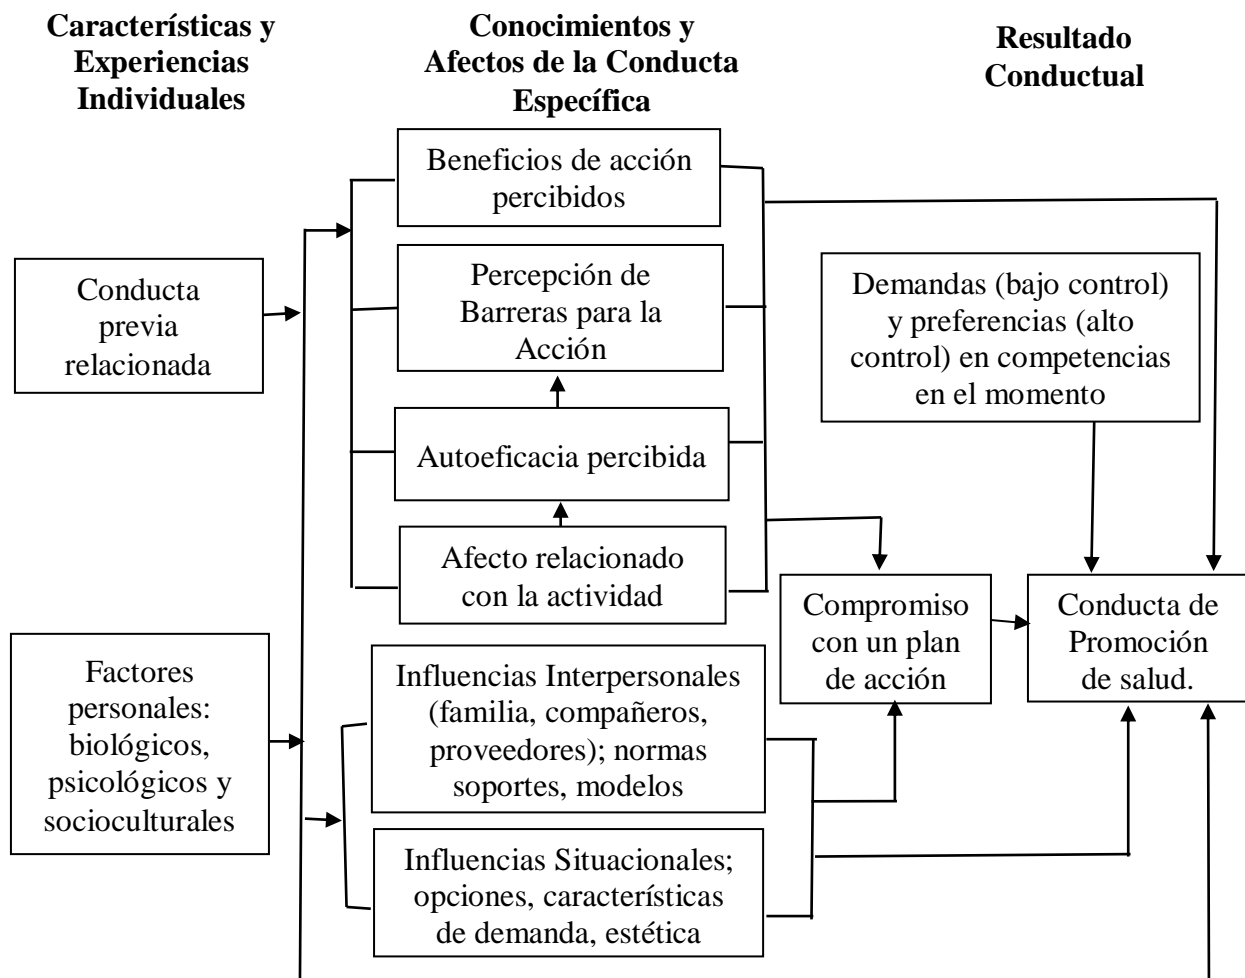 Características y
Experiencias
Individuales
Conocimientos y
Afectos de la Conducta
Específica
Resultado
Conductual
Beneficios de acción
percibidos
Conducta
previa
relacionada
Percepción de
Barreras para la
Acción
Demandas (bajo control)
y preferencias (alto
control) en competencias
en el momento
Autoeficacia percibida
Afecto relacionado
con la actividad
Compromiso
con un plan
de acción
Conducta de
Promoción
de salud.
Factores
personales:
biológicos,
psicológicos y
socioculturales
Influencias Interpersonales
(familia, compañeros,
proveedores); normas
soportes, modelos
Influencias Situacionales;
opciones, características
de demanda, estética